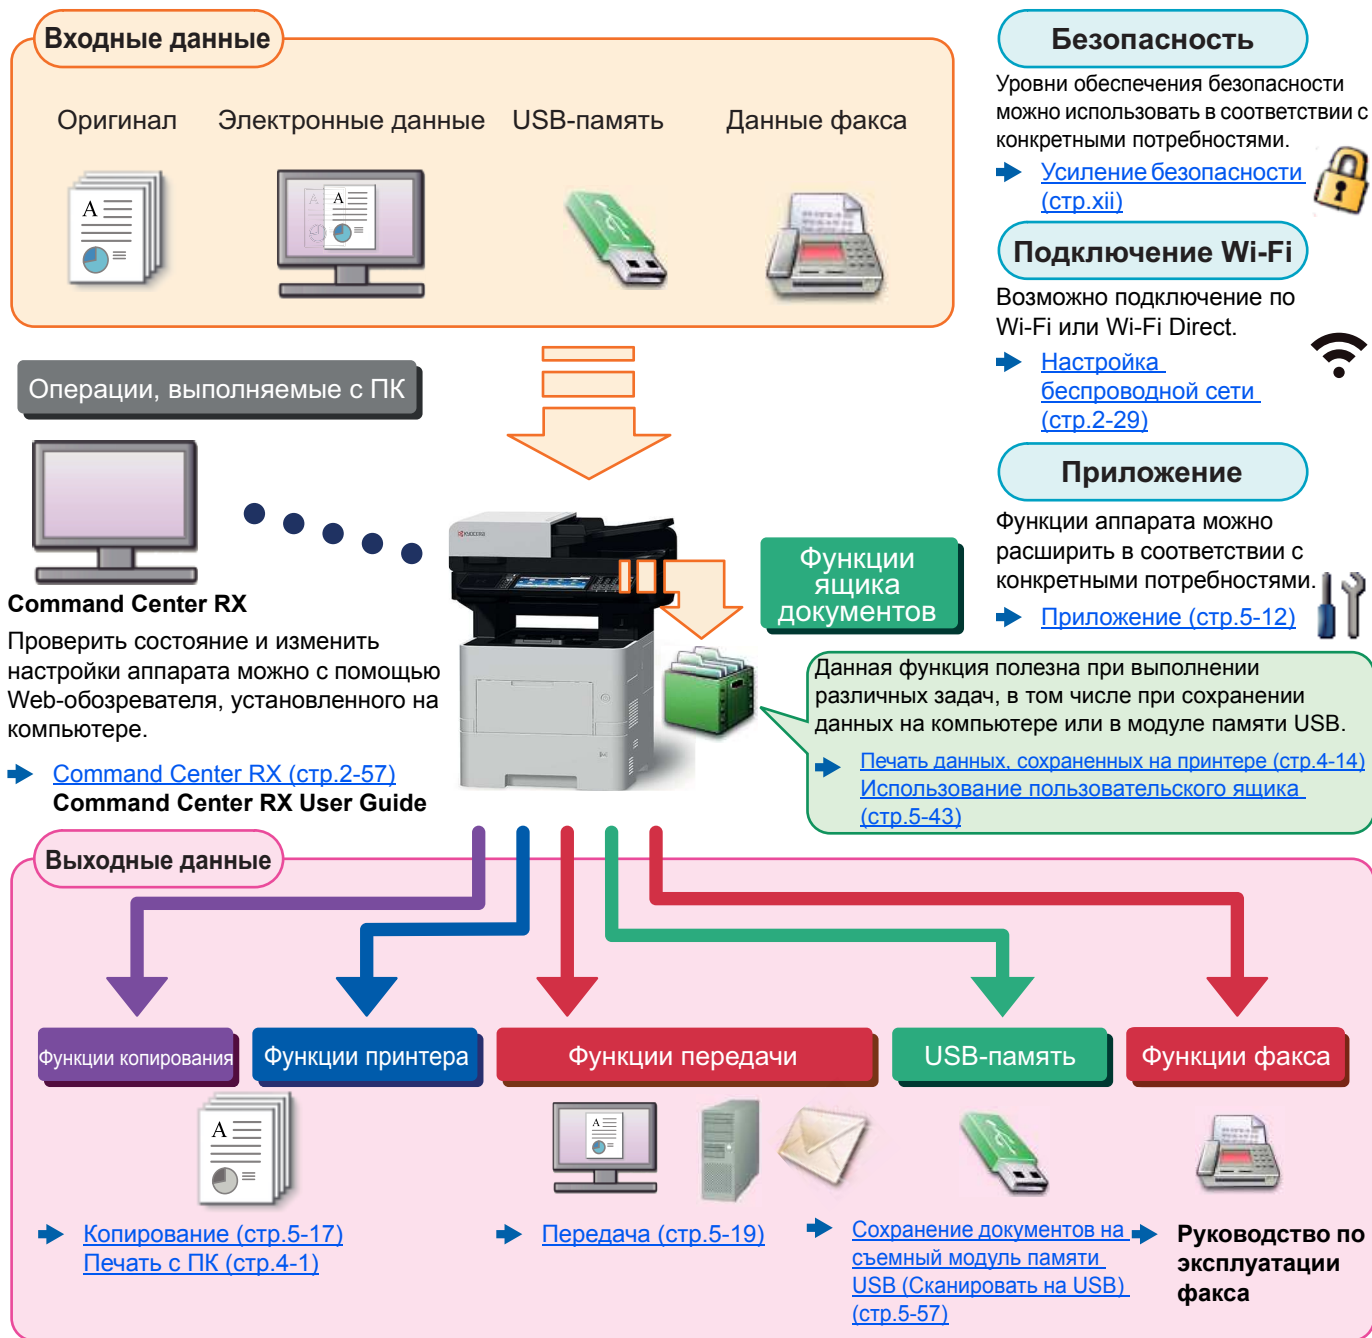 Входные данные
Оригинал
Электронные данные
USB-память
Данные факса
A
A
A
Безопасность
Уровни обеспечения безопасности
можно использовать в соответствии с
конкретными потребностями.
Усиление безопасности
(стр.xii)
Подключение Wi-Fi
Возможно подключение по
Wi-Fi или Wi-Fi Direct.
Настройка
беспроводной сети
(стр.2-29)
Приложение
Функции аппарата можно
расширить в соответствии с
конкретными потребностями.
Приложение (стр.5-12)
Операции, выполняемые с ПК
Command Center RX
Проверить состояние и изменить
настройки аппарата можно с помощью
Web-обозревателя, установленного на
компьютере.
Command Center RX (стр.2-57)
Command Center RX User Guide
KYOCERA
Функции
ящика
документов
Данная функция полезна при выполнении
различных задач, в том числе при сохранении
данных на компьютере или в модуле памяти USB.
Печать данных, сохраненных на принтере (стр.4-14)
Использование пользовательского ящика
(стр.5-43)
Выходные данные
Функции копирования
Функции принтера
Функции передачи
USB-память
Функции факса
A
A
Копирование (стр.5-17)
Печать с ПК (стр.4-1)
Передача (стр.5-19)
Сохранение документов на
съемный модуль памяти
USB (Сканировать на USB)
(стр.5-57)
Руководство по
эксплуатации
факса